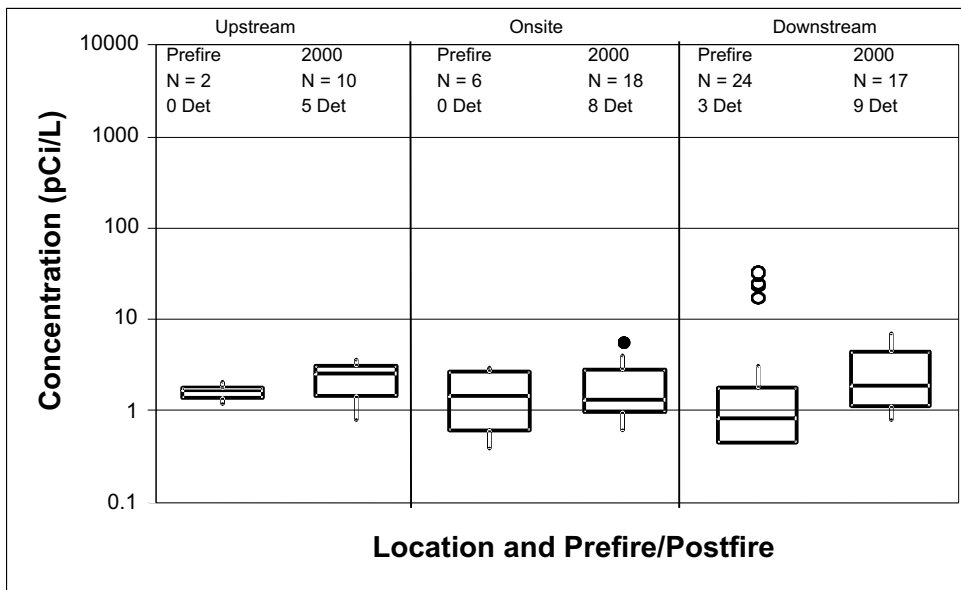 Upstream Onsite Downstream
10000
Prefire 2000 Prefire 2000 Prefire 2000
N = 2 N = 10 N = 6 N = 18 N = 24 N = 17
0 Det 5 Det 0 Det 8 Det 3 Det 9 Det
1000
100
10
1
0.1
Concentration (pCi/L)
Location and Prefire/Postfire